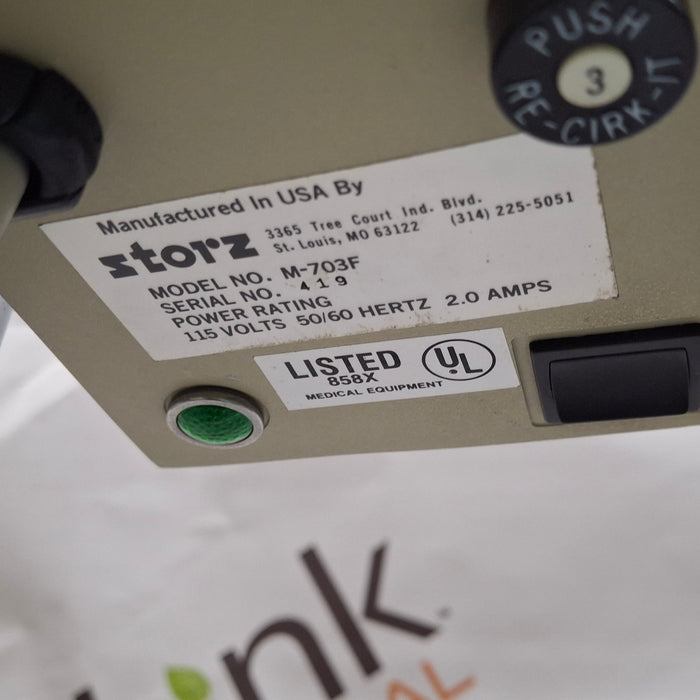 PUSH
3
RE-CIRK-IT
Manufactured In USA By
storz
3365 Tree Court Ind. Blvd.
St. Louis, MO 63122 (314) 225-5051
MODEL NO. M-703F
SERIAL NO. 419
POWER RATING
115 VOLTS 50/60 HERTZ 2.0 AMPS
LISTED UL
858X
MEDICAL EQUIPMENT